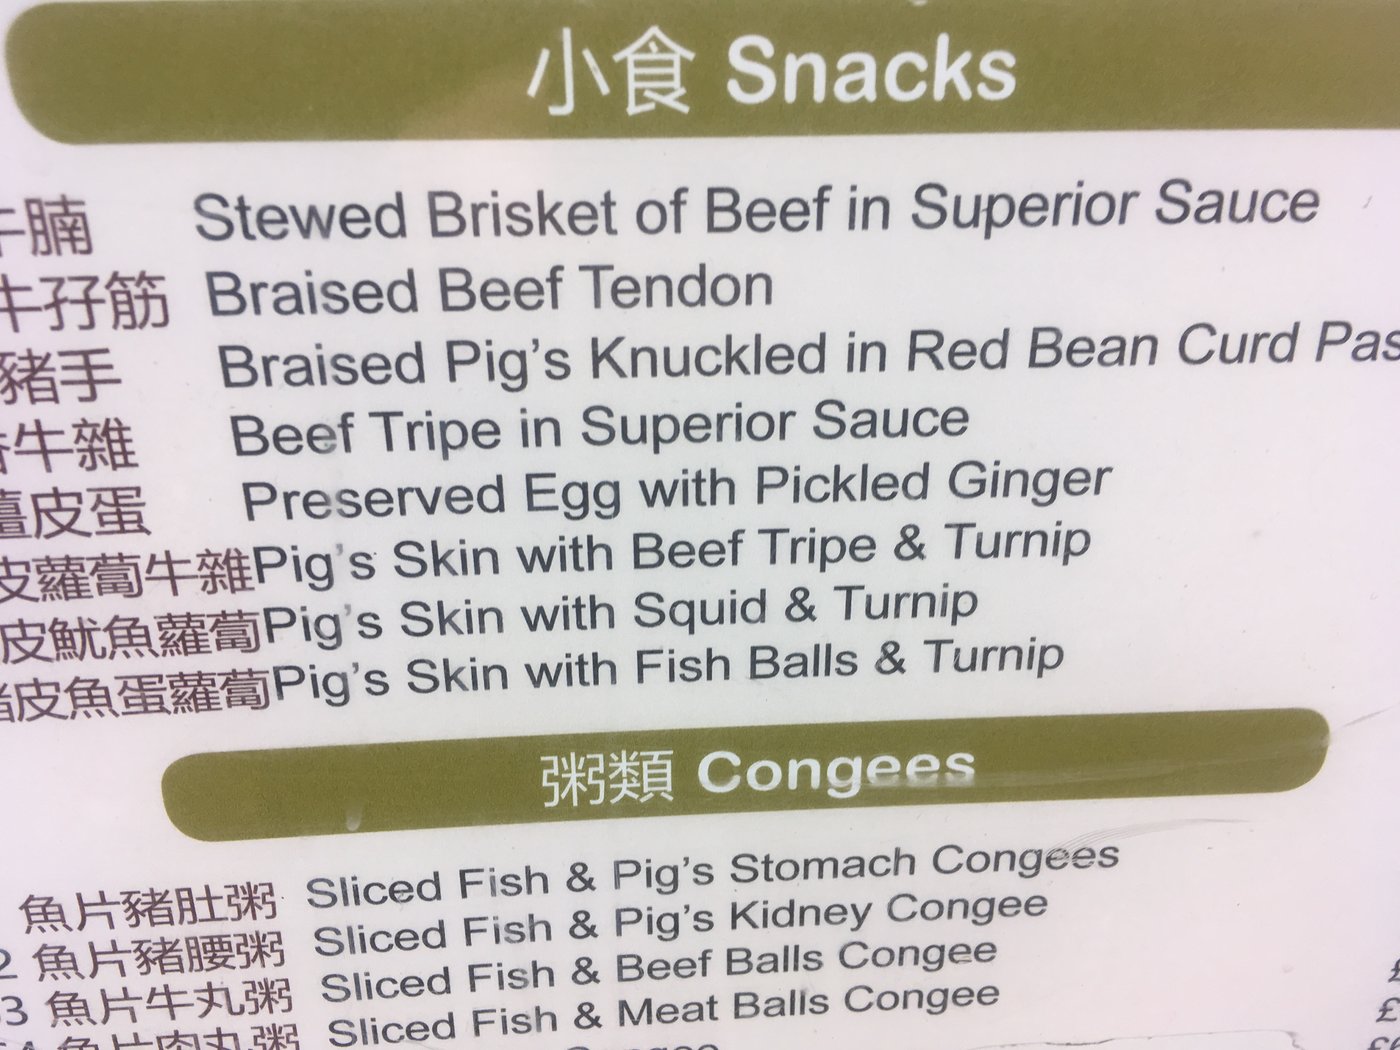 小食 Snacks
腩 Stewed Brisket of Beef in Superior Sauce
牛孖筋 Braised Beef Tendon
豬手 Braised Pig's Knuckled in Red Bean Curd
牛雜 Beef Tripe in Superior Sauce
皮蛋 Preserved Egg with Pickled Ginger
皮蘿蔔牛雜Pig's Skin with Beef Tripe & Turnip
皮魷魚蘿蔔Pig's Skin with Squid & Turnip
皮魚蛋蘿蔔Pig's Skin with Fish Balls & Turnip
粥類 Congees
魚片豬肚粥 Sliced Fish & Pig's Stomach Congees
2 魚片豬腰粥 Sliced Fish & Pig's Kidney Congee
3 魚片牛丸粥 Sliced Fish & Beef Balls Congee
魚片肉丸粥 Sliced Fish & Meat Balls Congee